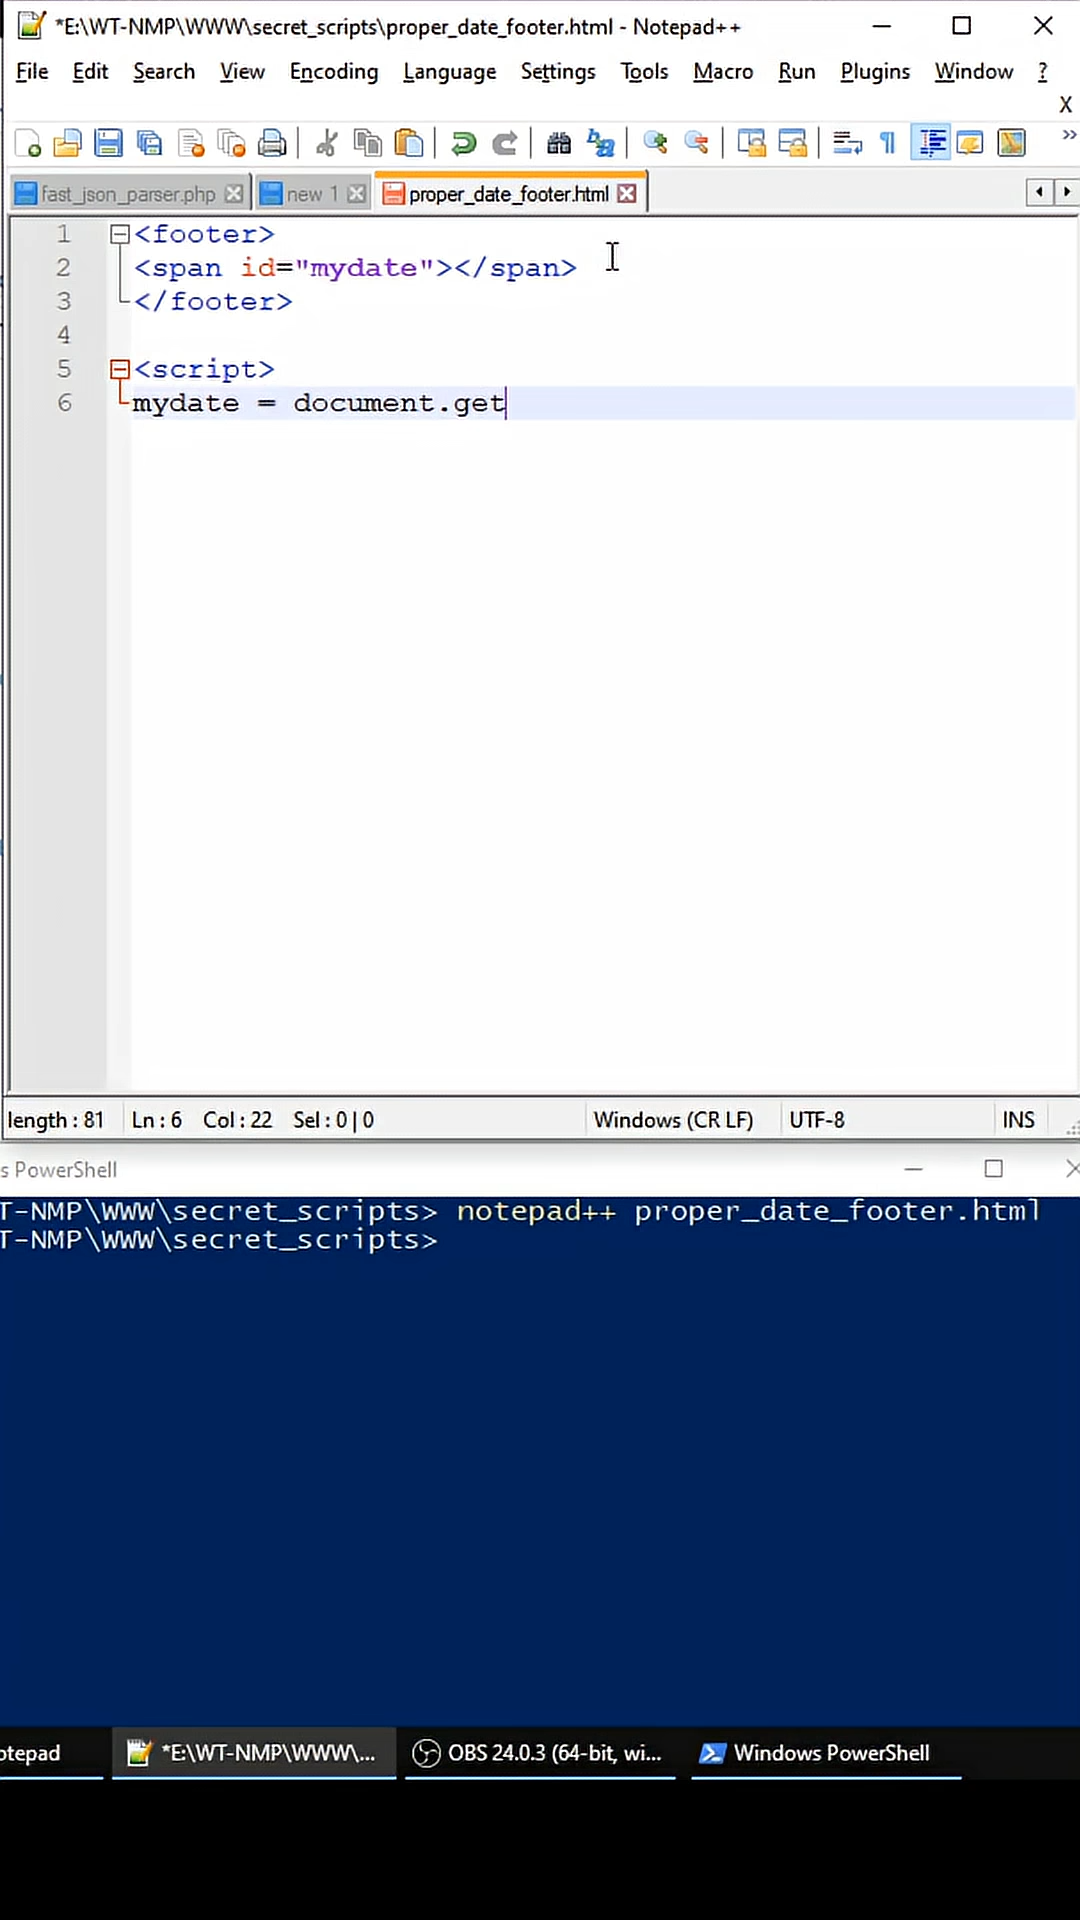 *E:\WT-NMP\WWW\secret_scripts\proper_date_footer.html - Notepad++
File Edit Search View Encoding Language Settings Tools Macro Run Plugins Window ?
X
fast_json_parser.php new 1 proper_date_footer.html
1 <footer>
2 <span id="mydate"></span>
3 </footer>
4
5 <script>
6 mydate = document.get
length : 81 Ln : 6 Col : 22 Sel : 0 | 0 Windows (CR LF) UTF-8 INS
s PowerShell
T-NMP\WWW\secret_scripts> notepad++ proper_date_footer.html
T-NMP\WWW\secret_scripts>
otepad *E:\WT-NMP\WWW\... OBS 24.0.3 (64-bit, wi... Windows PowerShell